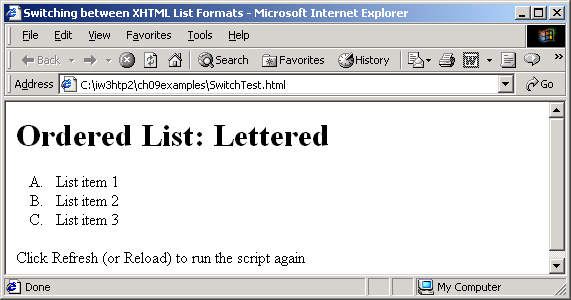 Switching between XHTML List Formats - Microsoft Internet Explorer
File Edit View Favorites Tools Help
Back Search Favorites History
Address C:\iw3htp2\ch09examples\SwitchTest.html Go
Ordered List: Lettered
A. List item 1
B. List item 2
C. List item 3
Click Refresh (or Reload) to run the script again
Done My Computer